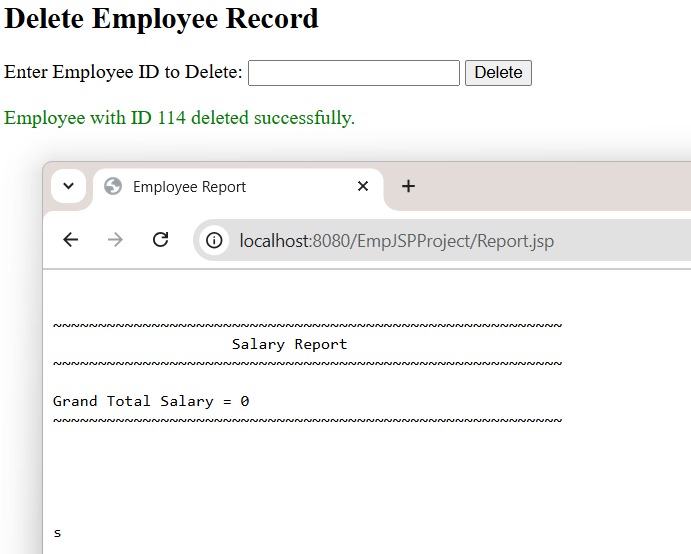 Delete Employee Record
Enter Employee ID to Delete: Delete
Employee with ID 114 deleted successfully.
Employee Report
localhost:8080/EmpJSPProject/Report.jsp
~~~~~~~~~~~~~~~~~~~~~~~~~~~~~~~~~~~~~~~~~~~~~~~~~~~~~~~~~
Salary Report
~~~~~~~~~~~~~~~~~~~~~~~~~~~~~~~~~~~~~~~~~~~~~~~~~~~~~~~~~
Grand Total Salary = 0
~~~~~~~~~~~~~~~~~~~~~~~~~~~~~~~~~~~~~~~~~~~~~~~~~~~~~~~~~
s